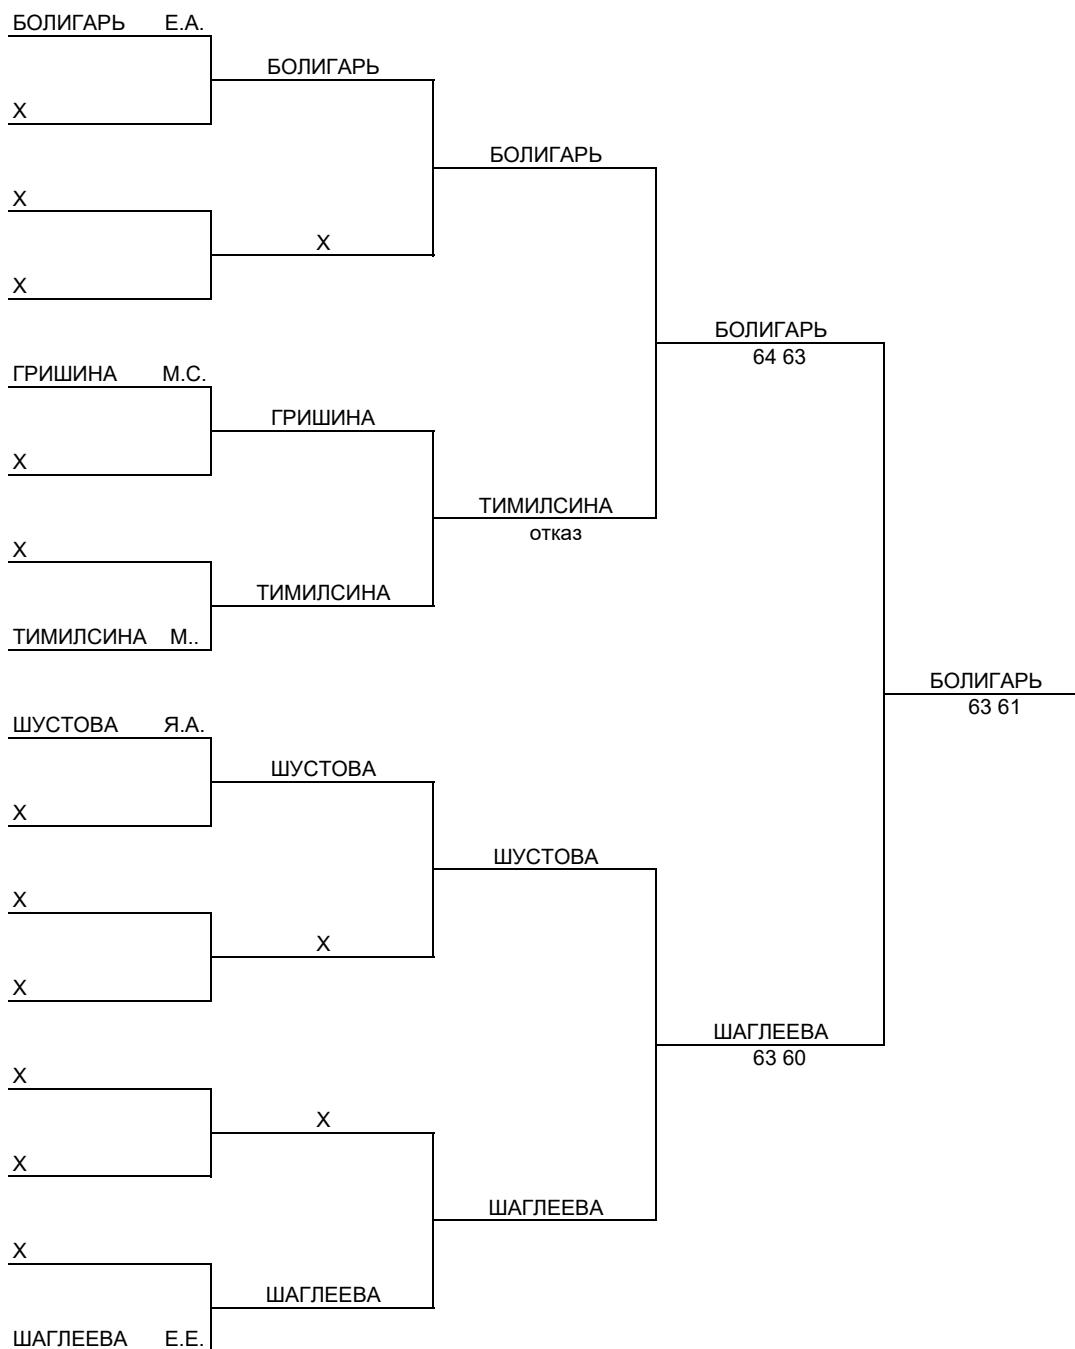 БОЛИГАРЬ Е.А.
БОЛИГАРЬ
Х
БОЛИГАРЬ
Х
Х
Х
БОЛИГАРЬ
64 63
ГРИШИНА М.С.
ГРИШИНА
Х
ТИМИЛСИНА
отказ
Х
ТИМИЛСИНА
ТИМИЛСИНА М..
БОЛИГАРЬ
63 61
ШУСТОВА Я.А.
ШУСТОВА
Х
ШУСТОВА
Х
Х
Х
ШАГЛЕЕВА
63 60
Х
Х
Х
ШАГЛЕЕВА
Х
ШАГЛЕЕВА
ШАГЛЕЕВА Е.Е.